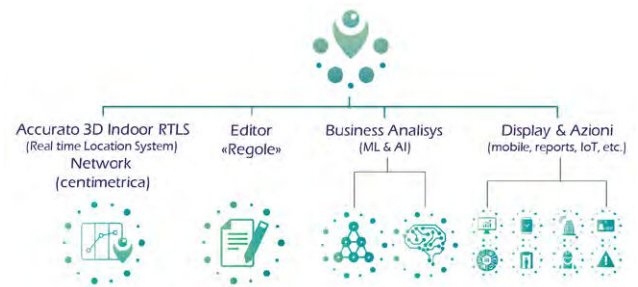 Accurato 3D Indoor RTLS
(Real time Location System)
Network
(centimetrica)
Editor
«Regole»
Business Analisys
(ML & AI)
Display & Azioni
(mobile, reports, IoT, etc.)